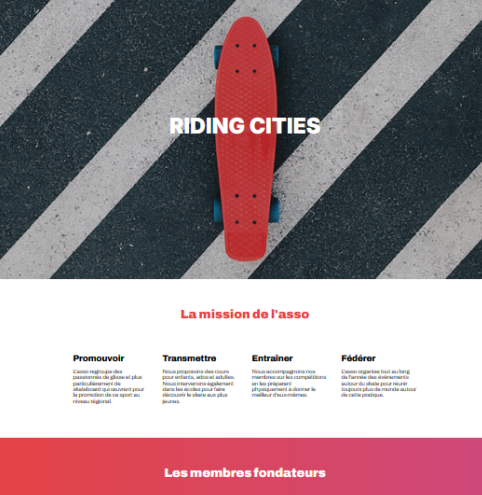 RIDING CITIES
La mission de l'asso
Promouvoir
L'asso regroupe des
passionnés de glisse et plus
particulièrement de
skateboard qui œuvrent pour
la promotion de ce sport au
niveau régional.
Transmettre
Nous proposons des cours
pour enfants, ados et adultes.
Nous intervenons également
dans les écoles pour faire
découvrir le skate aux plus
jeunes.
Entraîner
Nous accompagnons nos
membres sur les compétitions
en les préparant
physiquement à donner le
meilleur d'eux-mêmes.
Fédérer
L'asso organise tout au long
de l'année des événements
autour du skate pour réunir
toujours plus de monde autour
de cette pratique.
Les membres fondateurs